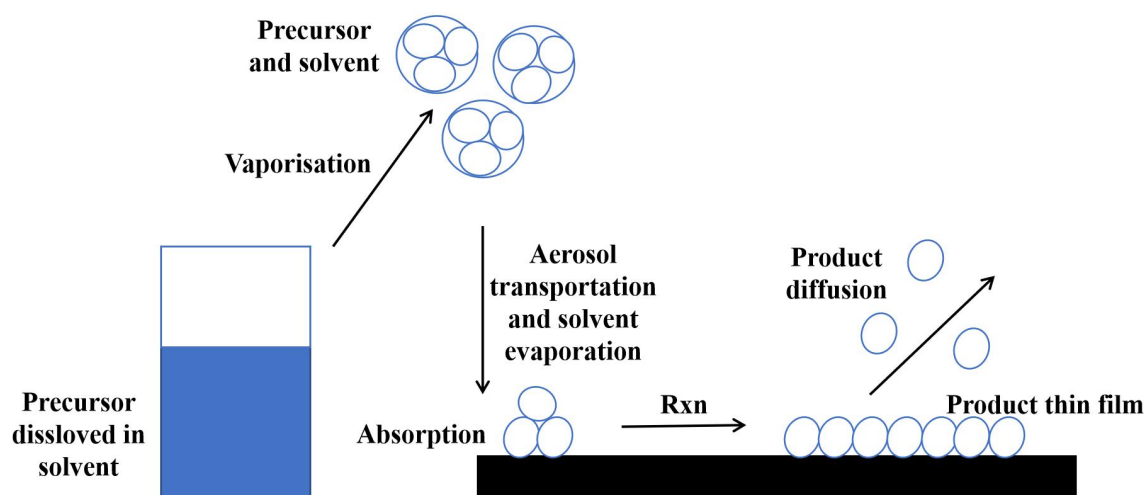 Precursor
and solvent
Vaporisation
Aerosol
transportation
and solvent
evaporation
Product
diffusion
Precursor
dissloved in
solvent
Absorption
Rxn
Product thin film